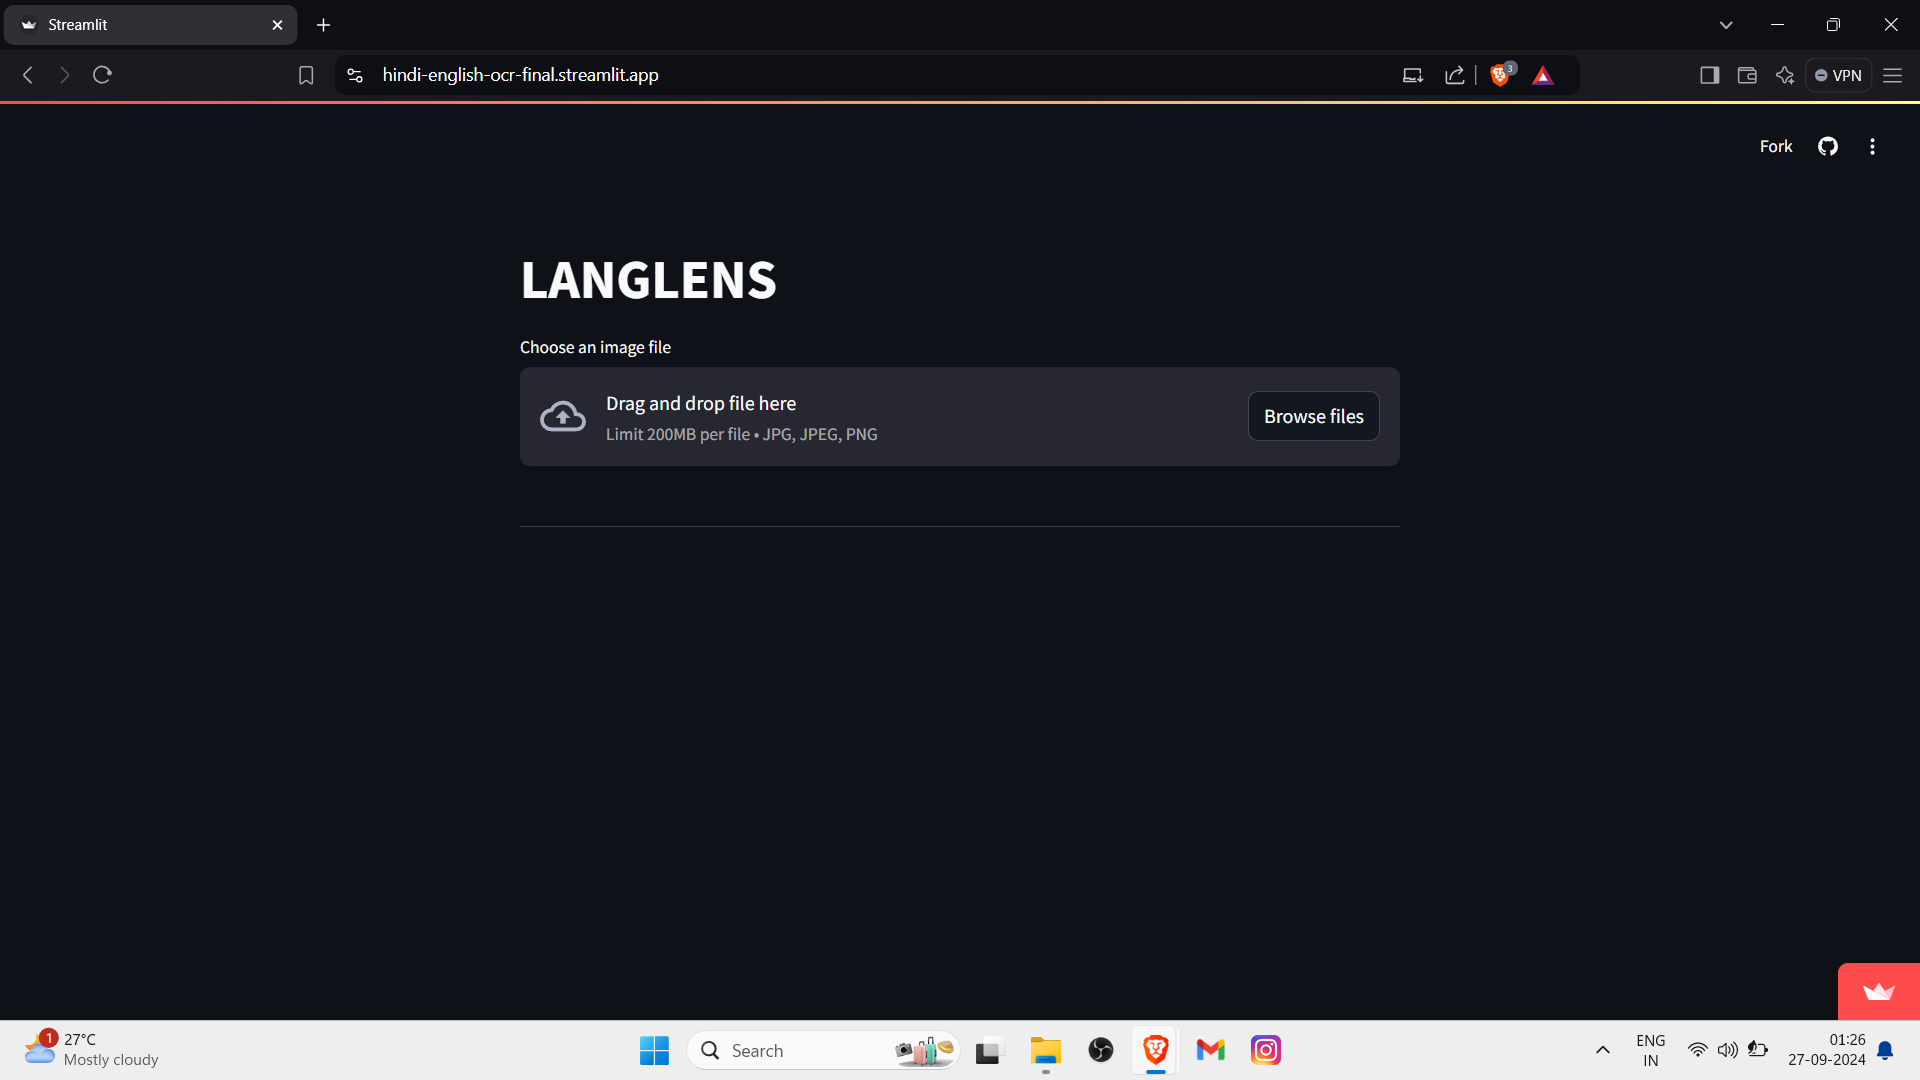 Streamlit
hindi-english-ocr-final.streamlit.app
3
VPN
Fork
LANGLENS
Choose an image file
Drag and drop file here
Limit 200MB per file • JPG, JPEG, PNG
Browse files
1
27°C
Mostly cloudy
Search
ENG
IN
01:26
27-09-2024